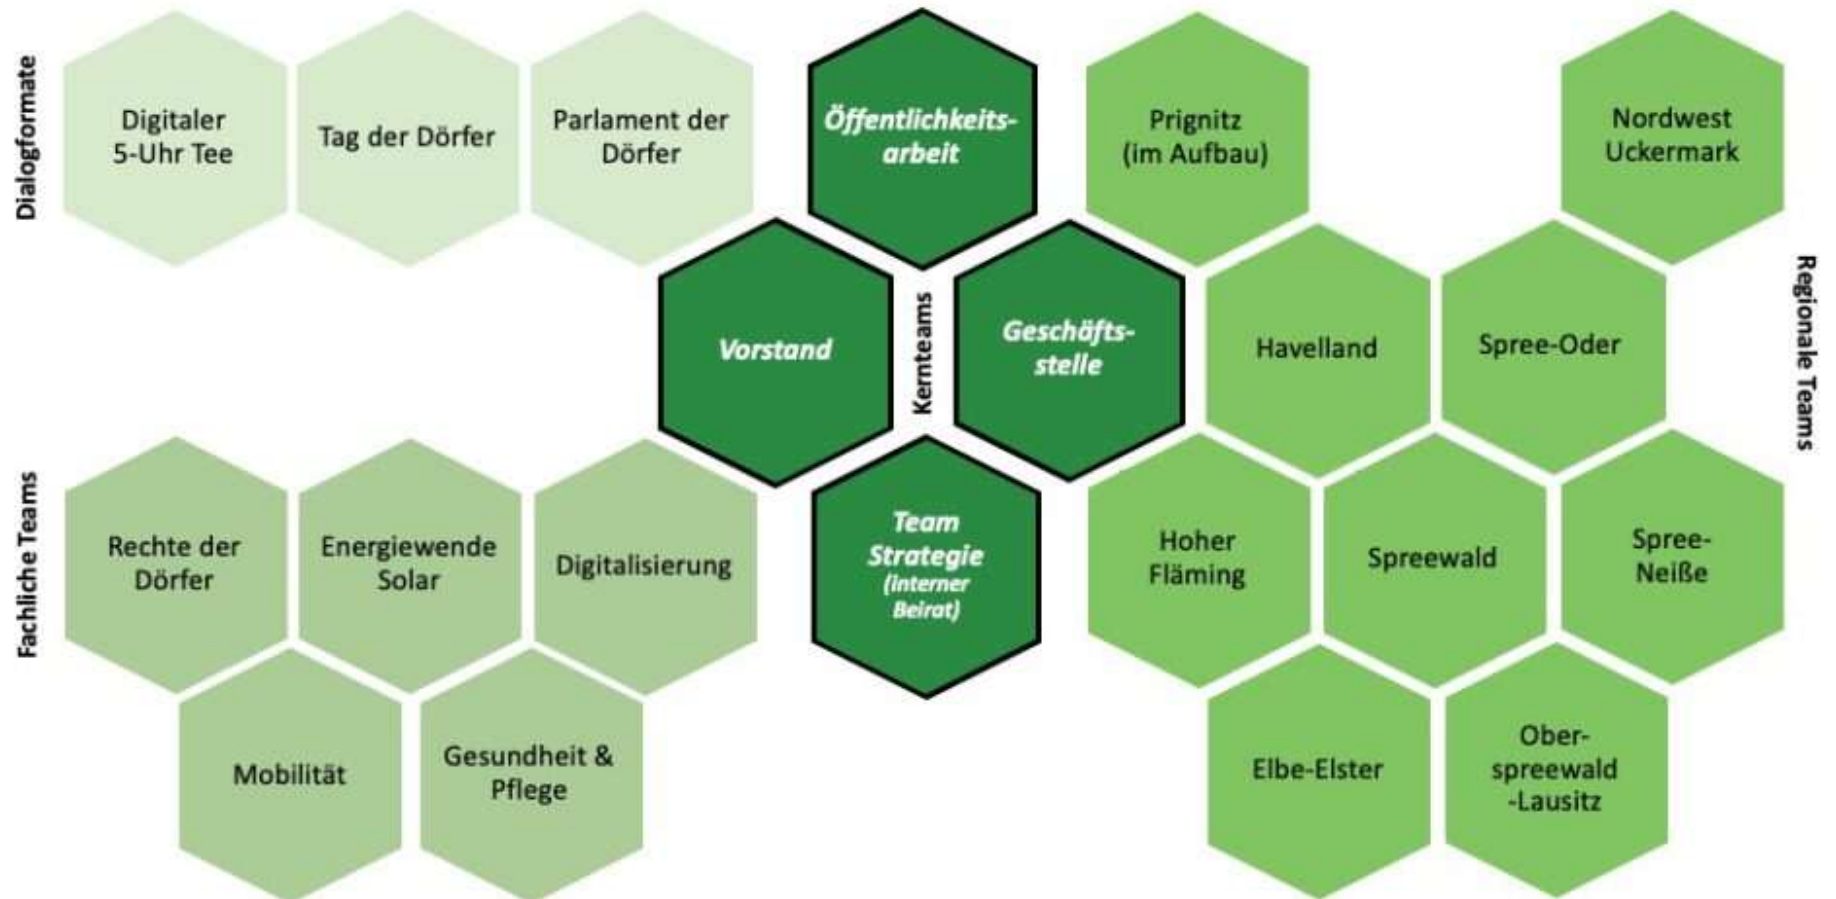 Dialogformate
Digitaler
5-Uhr Tee
Tag der Dörfer
Parlament der
Dörfer
Öffentlichkeits-
arbeit
Vorstand
Kernteams
Geschäfts-
stelle
Team
Strategie
(interner
Beirat)
Prignitz
(im Aufbau)
Nordwest
Uckermark
Havelland
Spree-Oder
Regionale Teams
Hoher
Fläming
Spreewald
Spree-
Neiße
Elbe-Elster
Ober-
spreewald
-Lausitz
Fachliche Teams
Rechte der
Dörfer
Energiewende
Solar
Digitalisierung
Mobilität
Gesundheit &
Pflege